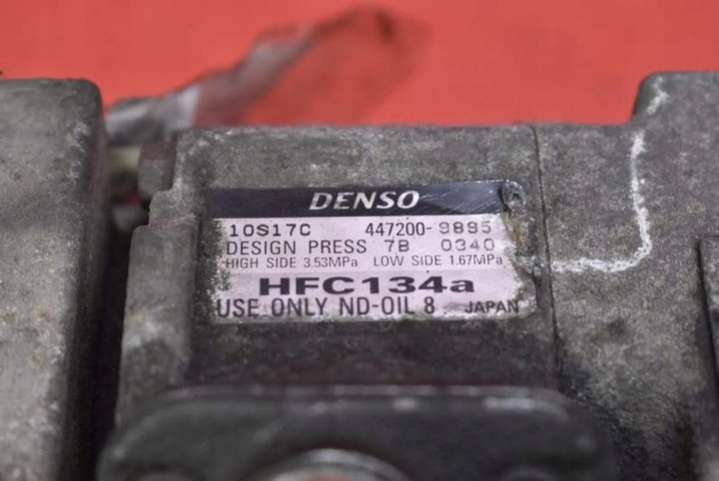 DENSO
10S17C 447200-9895
DESIGN PRESS 7B 0340
HIGH SIDE 3.53MPa LOW SIDE 1.67MPa
HFC134a
USE ONLY ND-OIL 8 JAPAN